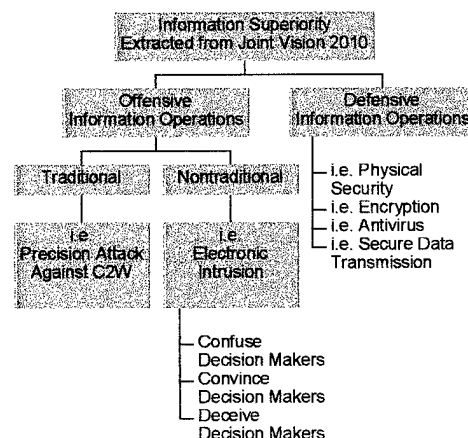 Information Superiority
Extracted from Joint Vision 2010
Offensive
Information Operations
Defensive
Information Operations
Traditional
Nontraditional
i.e. Physical
Security
i.e. Encryption
i.e. Antivirus
i.e. Secure Data
Transmission
i.e
Precision Attack
Against C2W
i.e
Electronic
Intrusion
Confuse
Decision Makers
Convince
Decision Makers
Deceive
Decision Makers